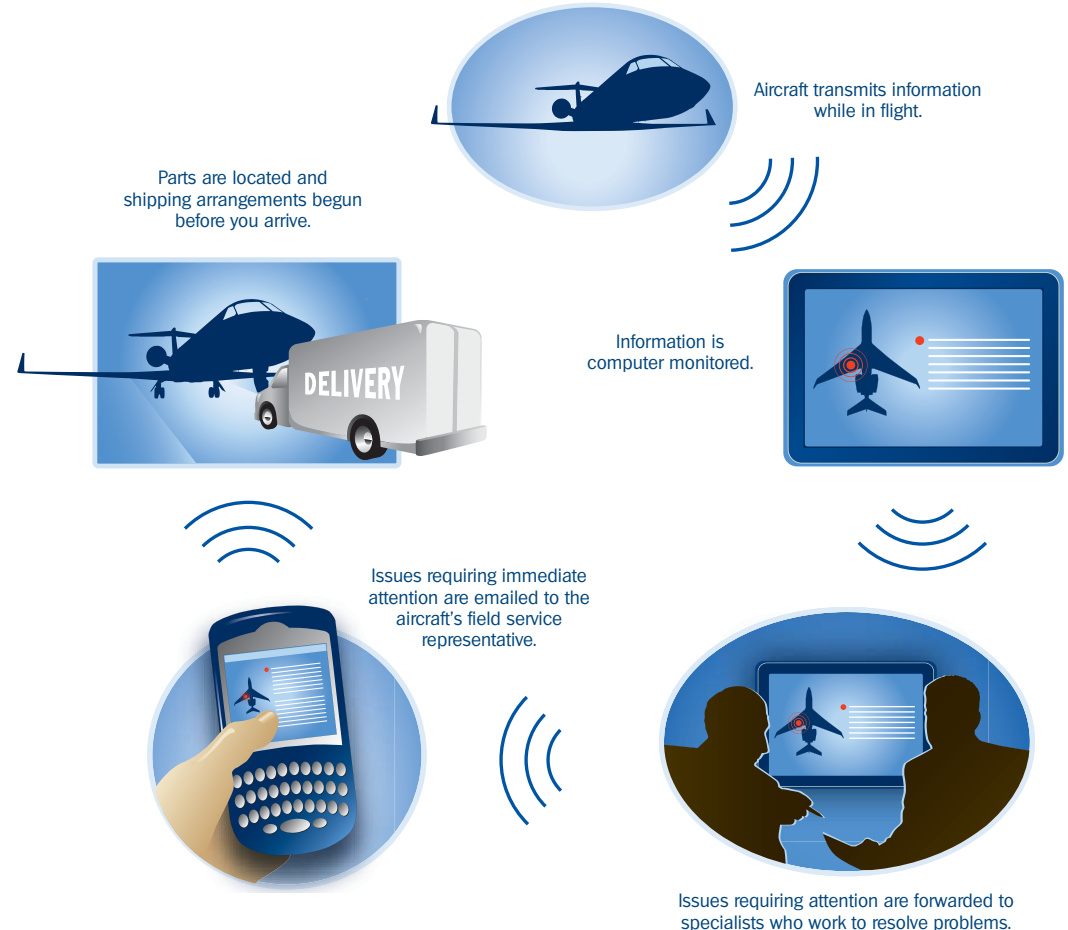 Aircraft transmits information
while in flight.
Information is
computer monitored.
Issues requiring attention are forwarded to
specialists who work to resolve problems.
Issues requiring immediate
attention are emailed to the
aircraft’s field service
representative.
Parts are located and
shipping arrangements begun
before you arrive.
DELIVERY